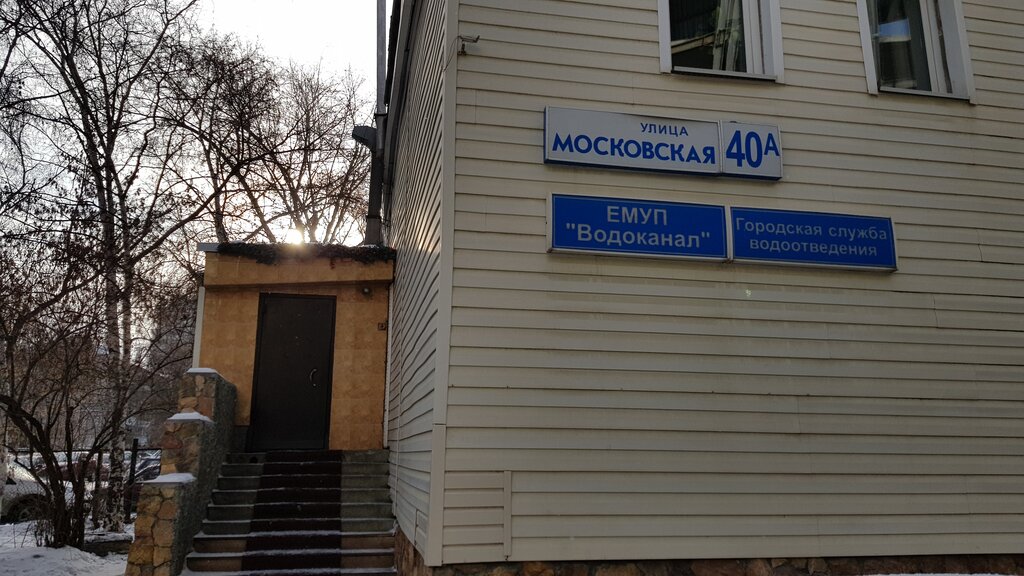 улица
МОСКОВСКАЯ 40А
ЕМУП
"Водоканал"
Городская служба
водоотведения